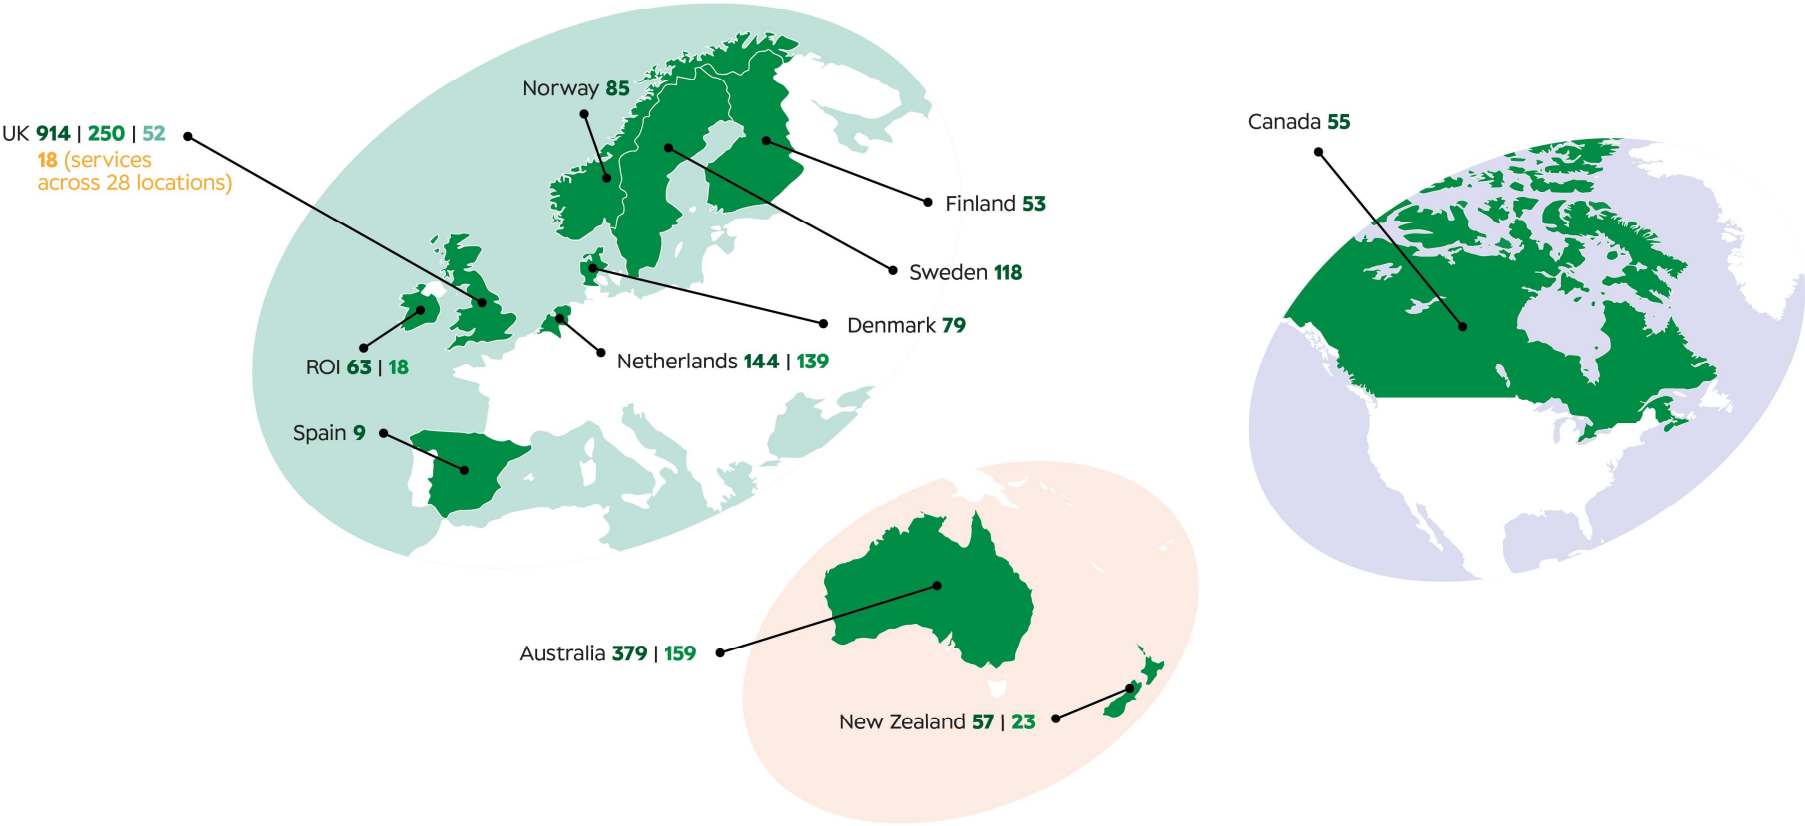 Norway 85
UK 914 | 250 | 52
18 (services
across 28 locations)
Canada 55
Finland 53
Sweden 118
Denmark 79
Netherlands 144 | 139
ROI 63 | 18
Spain 9
Australia 379 | 159
New Zealand 57 | 23